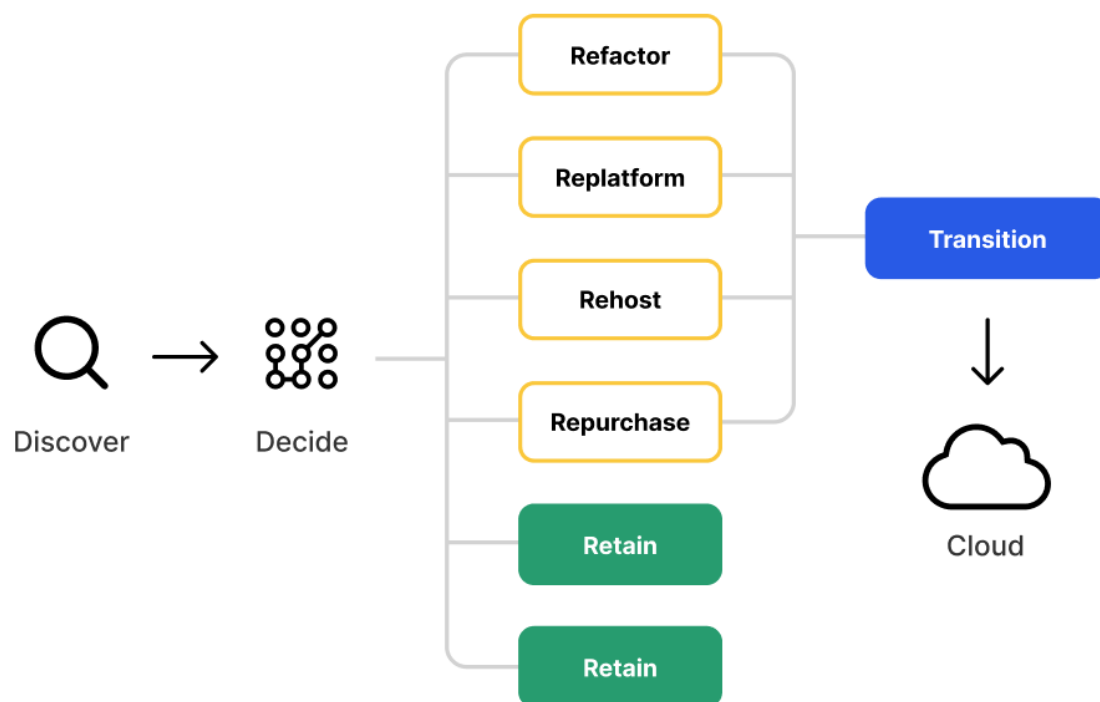 Refactor
Replatform
Transition
Rehost
Discover
Decide
Repurchase
Retain
Cloud
Retain